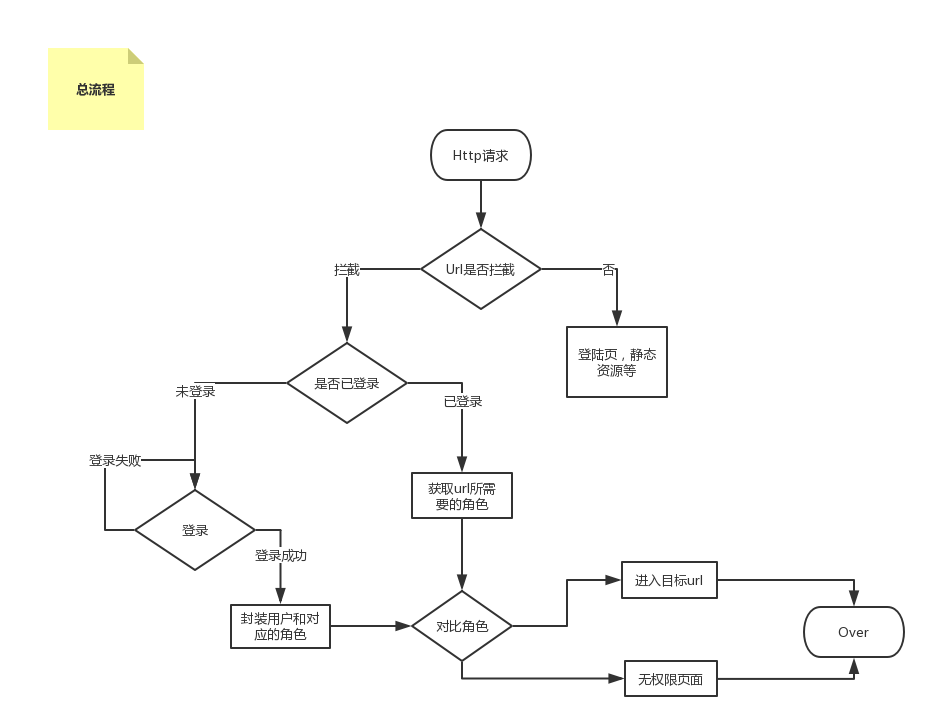 总流程
Http请求
拦截
Url是否拦截
否
登陆页，静态
资源等
是否已登录
未登录
已登录
登录失败
获取url所需
要的角色
登录
登录成功
进入目标url
封装用户和对
应的角色
对比角色
Over
无权限页面